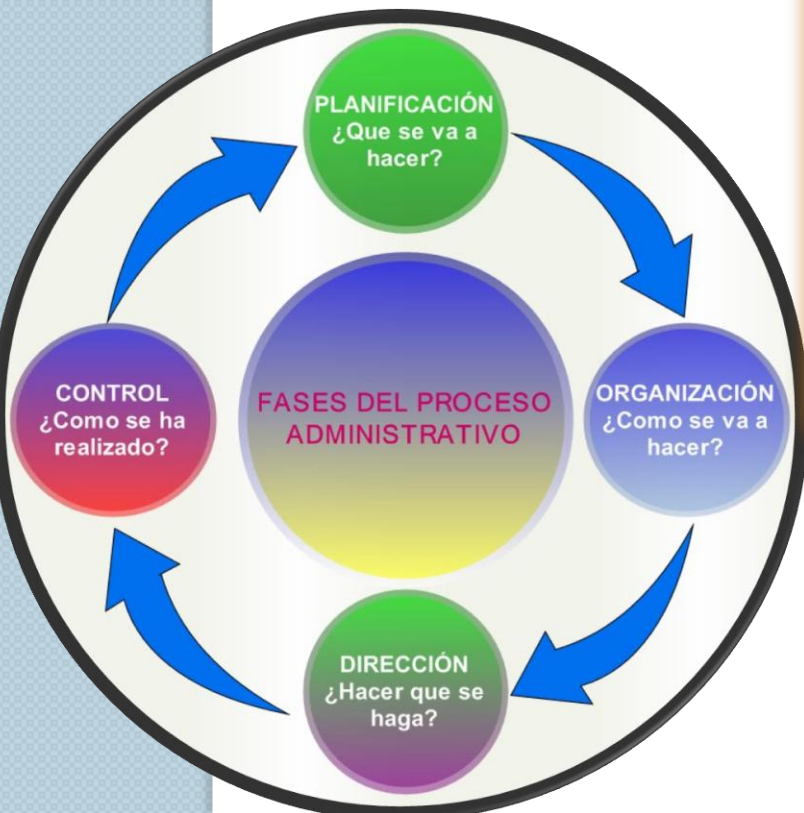 PLANIFICACIÓN
¿Que se va a
hacer?
ORGANIZACIÓN
¿Como se va a
hacer?
DIRECCIÓN
¿Hacer que se
haga?
CONTROL
¿Como se ha
realizado?
FASES DEL PROCESO
ADMINISTRATIVO